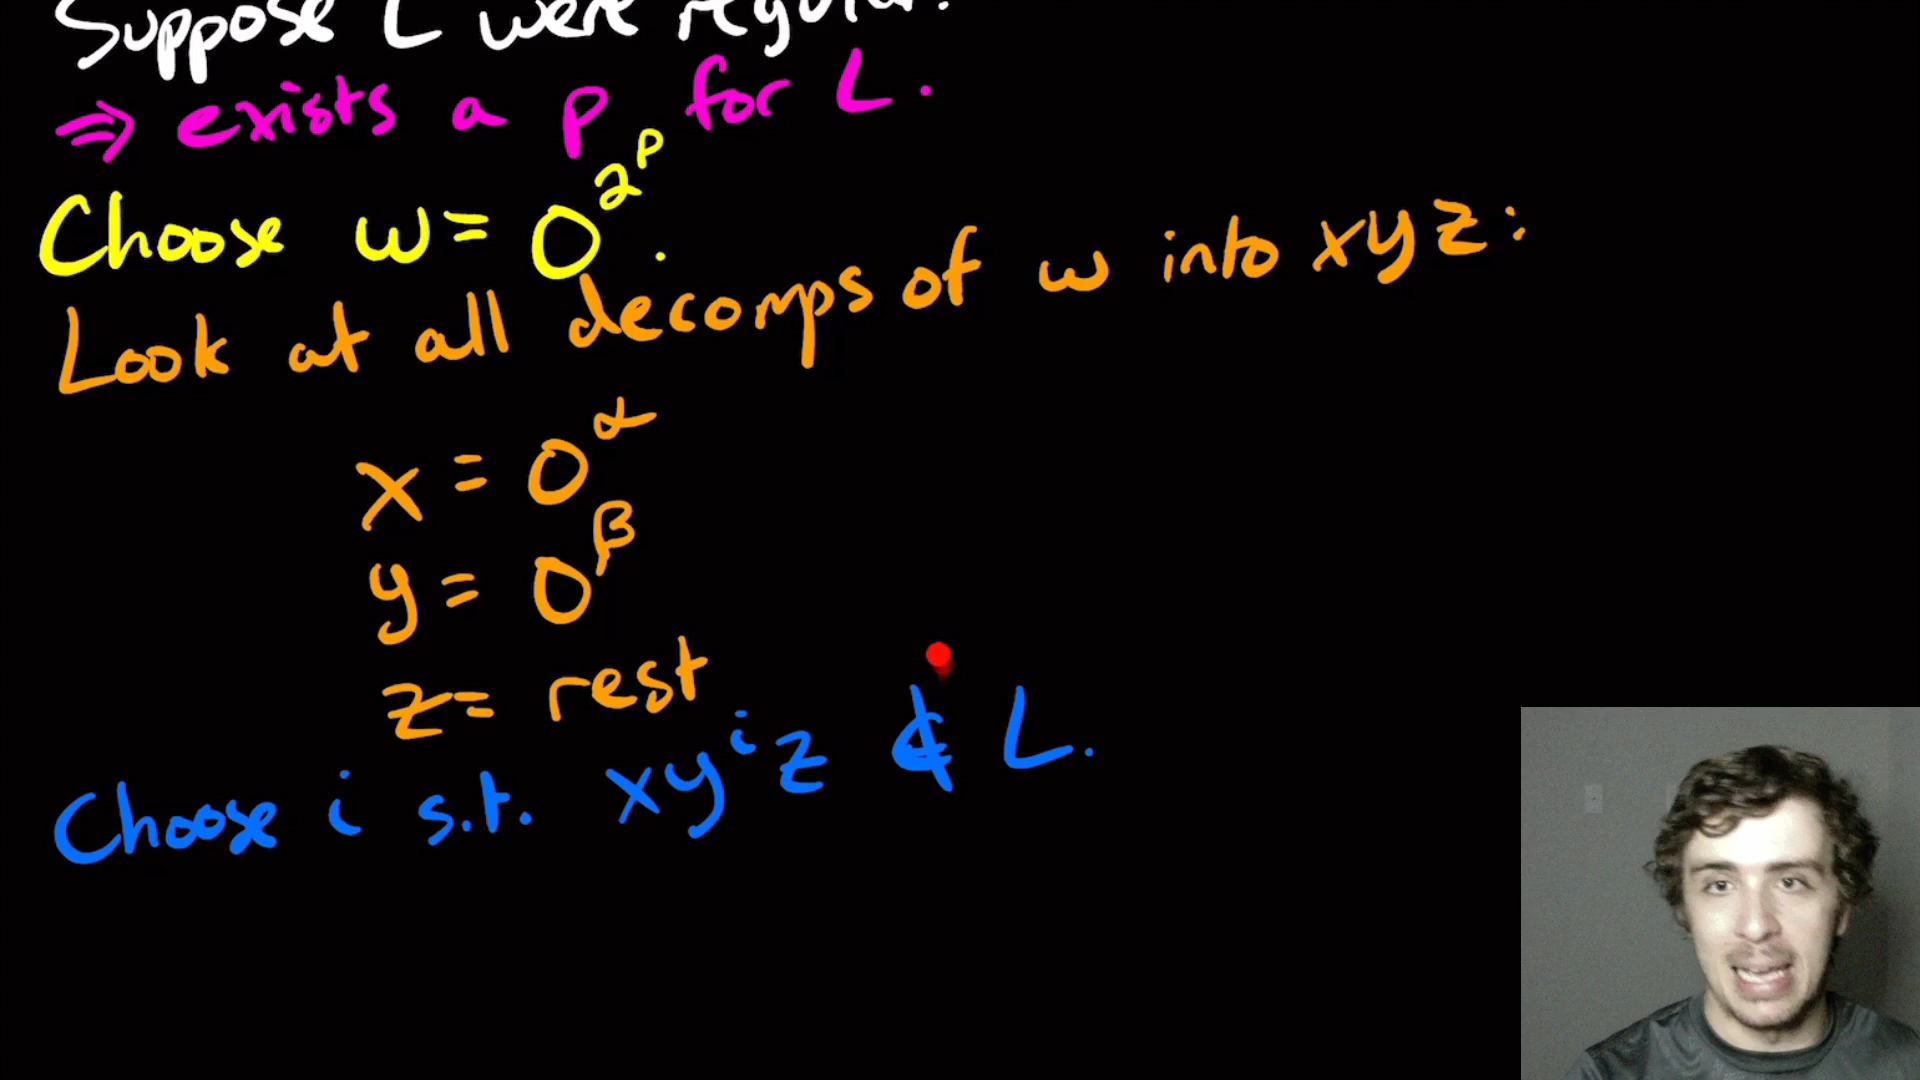 Suppose L were regular.
⇒ exists a p for L.
Choose w = 0^{2^p}.
Look at all decomps of w into xyz:
x = 0^α
y = 0^β
z = rest
Choose i s.t. xy^i z ∉ L.